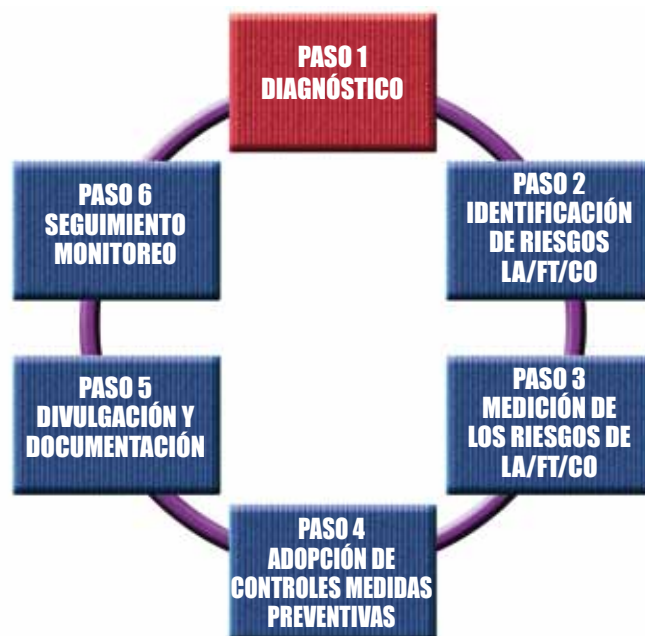 PASO 1
DIAGNÓSTICO
PASO 2
IDENTIFICACIÓN
DE RIESGOS
LA/FT/CO
PASO 3
MEDICIÓN DE
LOS RIESGOS DE
LA/FT/CO
PASO 4
ADOPCIÓN DE
CONTROLES MEDIDAS
PREVENTIVAS
PASO 5
DIVULGACIÓN Y
DOCUMENTACIÓN
PASO 6
SEGUIMIENTO
MONITOREO